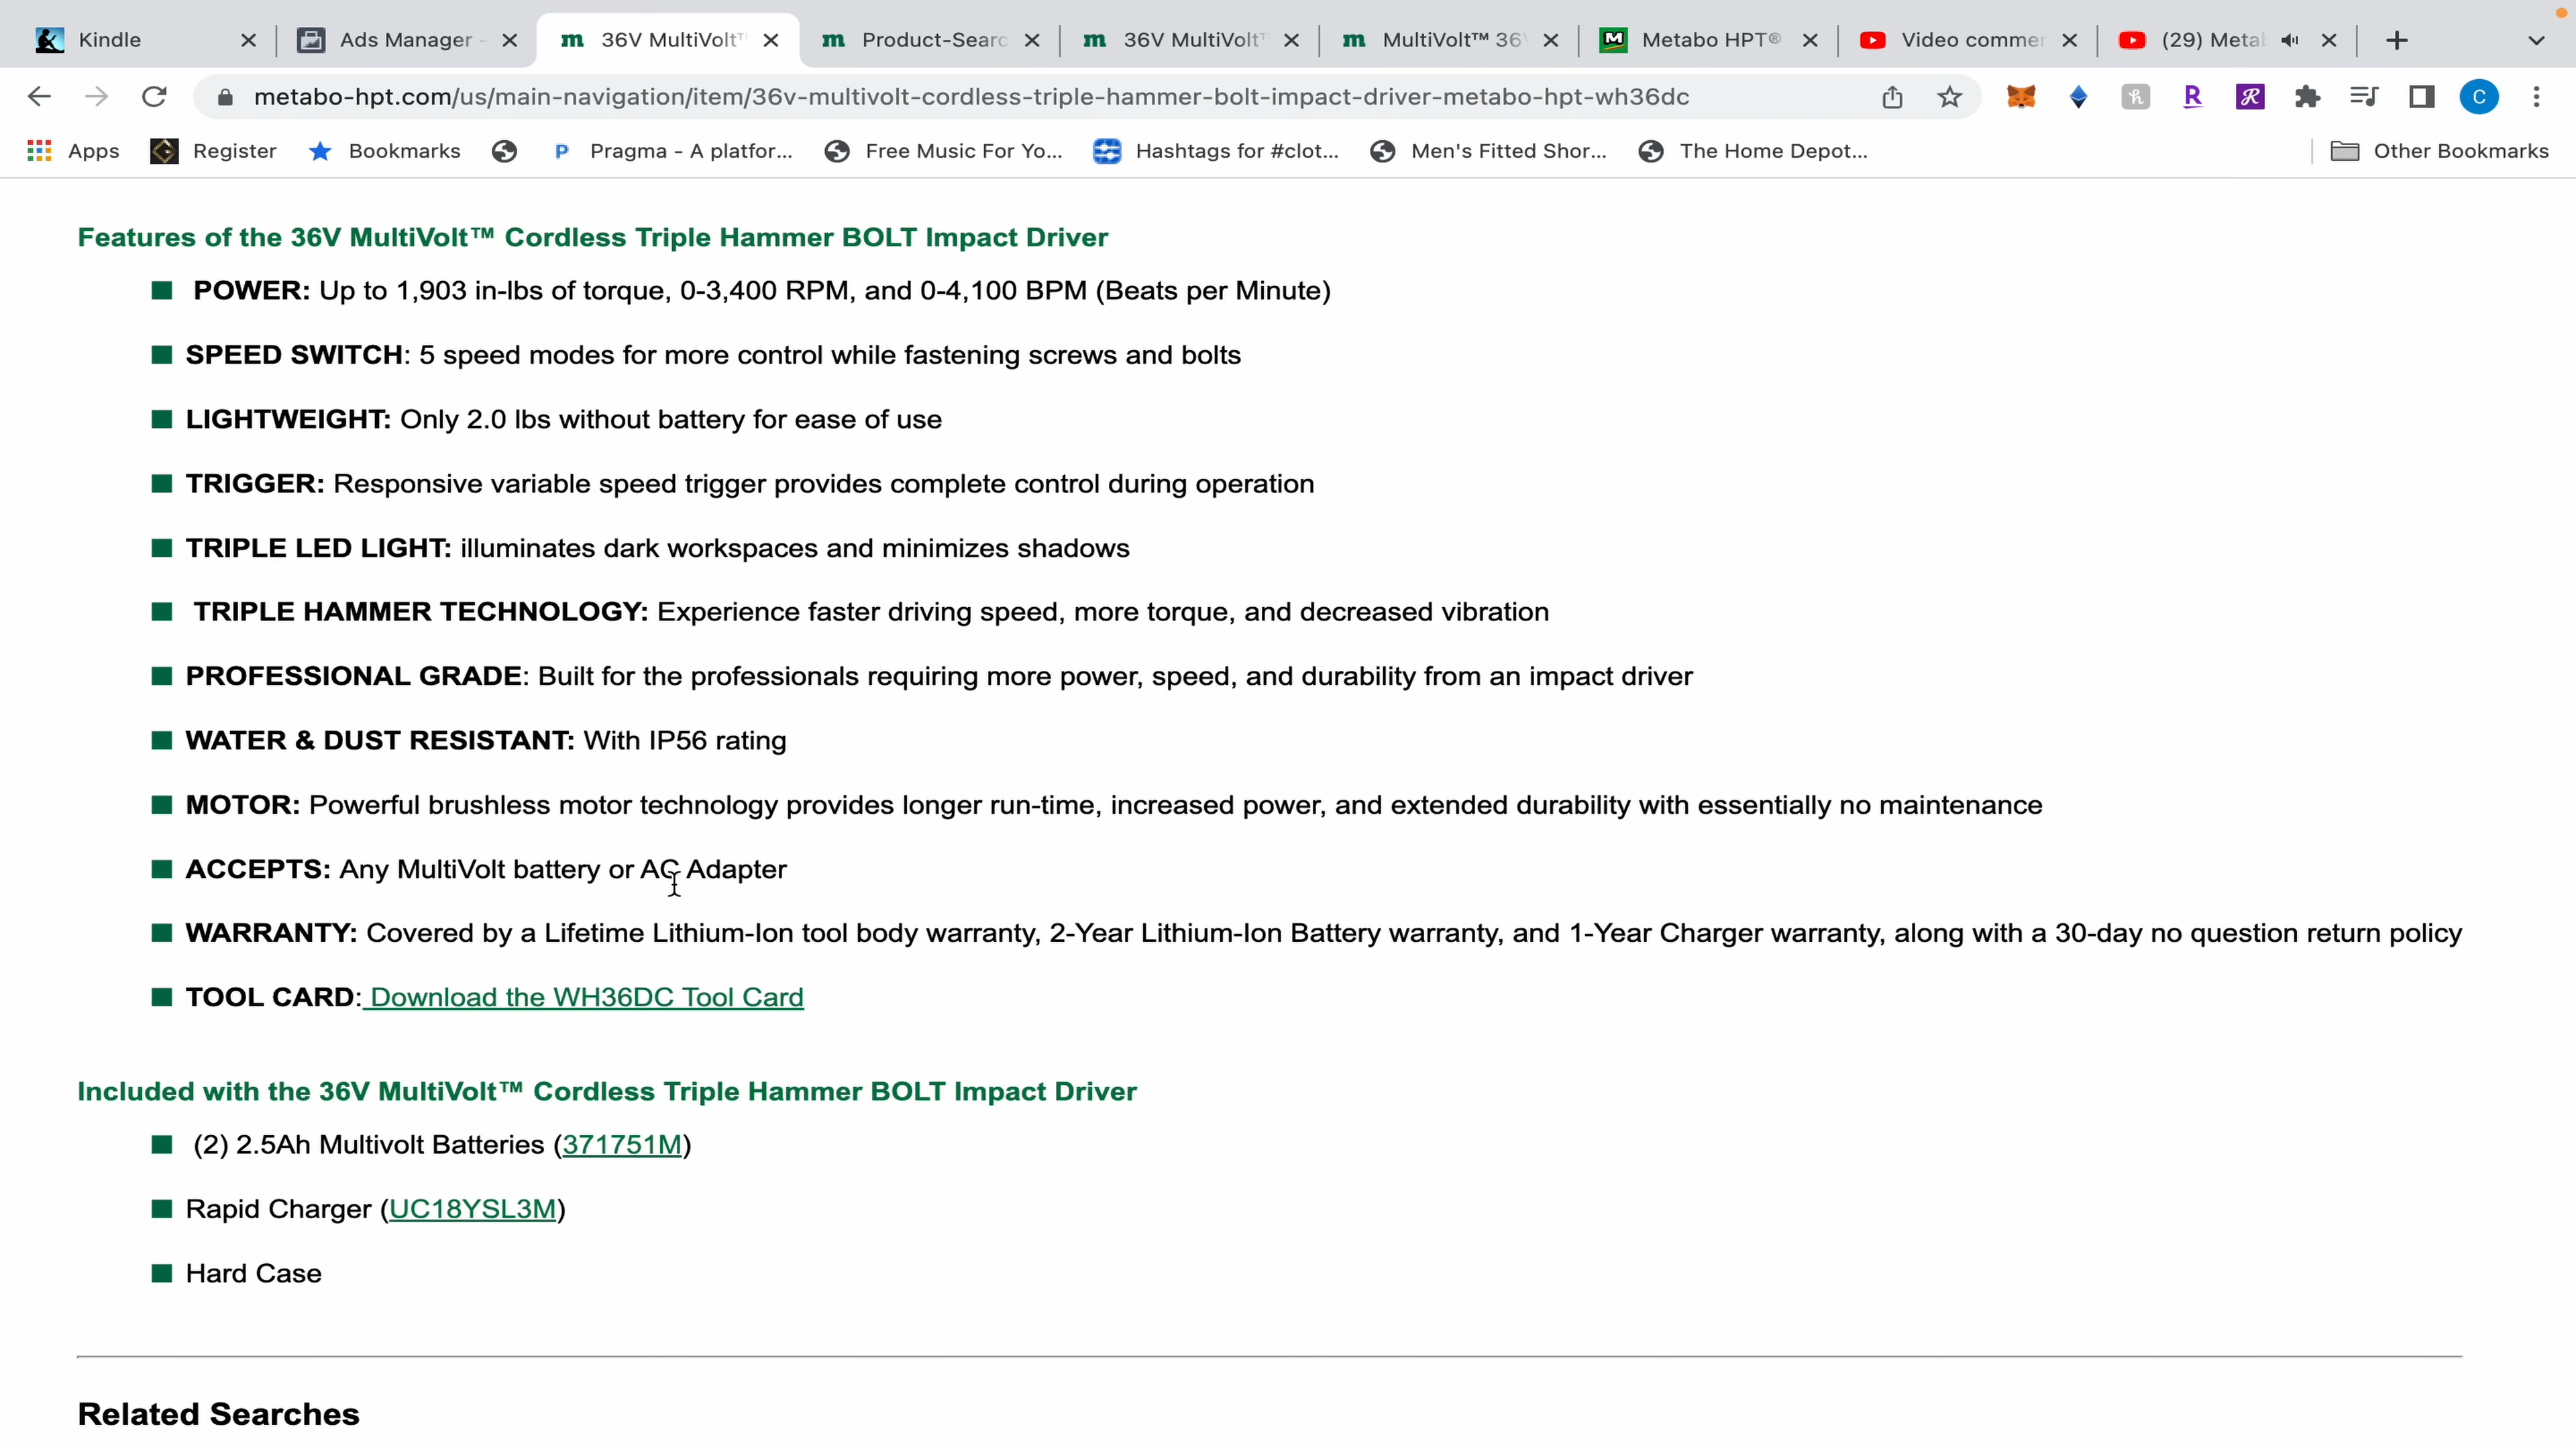 Kindle
Ads Manager -
36V MultiVolt™
Product-Searc
36V MultiVolt™
MultiVolt™ 36
Metabo HPT®
Video commer
(29) Meta
metabo-hpt.com/us/main-navigation/item/36v-multivolt-cordless-triple-hammer-bolt-impact-driver-metabo-hpt-wh36dc
C
Apps
Register
Bookmarks
Pragma - A platfor...
Free Music For Yo...
Hashtags for #clot...
Men's Fitted Shor...
The Home Depot...
Other Bookmarks
Features of the 36V MultiVolt™ Cordless Triple Hammer BOLT Impact Driver
POWER: Up to 1,903 in-lbs of torque, 0-3,400 RPM, and 0-4,100 BPM (Beats per Minute)
SPEED SWITCH: 5 speed modes for more control while fastening screws and bolts
LIGHTWEIGHT: Only 2.0 lbs without battery for ease of use
TRIGGER: Responsive variable speed trigger provides complete control during operation
TRIPLE LED LIGHT: illuminates dark workspaces and minimizes shadows
TRIPLE HAMMER TECHNOLOGY: Experience faster driving speed, more torque, and decreased vibration
PROFESSIONAL GRADE: Built for the professionals requiring more power, speed, and durability from an impact driver
WATER & DUST RESISTANT: With IP56 rating
MOTOR: Powerful brushless motor technology provides longer run-time, increased power, and extended durability with essentially no maintenance
ACCEPTS: Any MultiVolt battery or AC Adapter
WARRANTY: Covered by a Lifetime Lithium-Ion tool body warranty, 2-Year Lithium-Ion Battery warranty, and 1-Year Charger warranty, along with a 30-day no question return policy
TOOL CARD: Download the WH36DC Tool Card
Included with the 36V MultiVolt™ Cordless Triple Hammer BOLT Impact Driver
(2) 2.5Ah Multivolt Batteries (371751M)
Rapid Charger (UC18YSL3M)
Hard Case
Related Searches